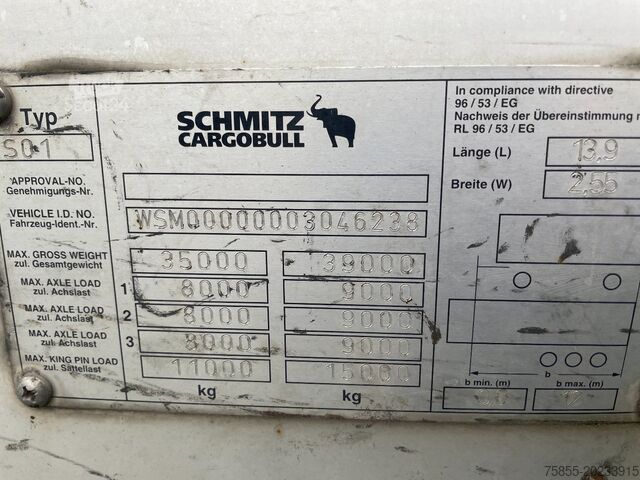 Typ
S01
SCHMITZ
CARGOBULL
In compliance with directive
96 / 53 / EG
Nachweis der Übereinstimmung
RL 96 / 53 / EG
Länge (L) 13,9
Breite (W) 2,55
APPROVAL-NO.
Genehmigungs-Nr.
VEHICLE I.D. NO.
Fahrzeug-Ident.-Nr.
WSM00000003046238
MAX. GROSS WEIGHT
zul. Gesamtgewicht
35000 39000
MAX. AXLE LOAD
zul. Achslast
1 8000 9000
MAX. AXLE LOAD
zul. Achslast
2 8000 9000
MAX. AXLE LOAD
zul. Achslast
3 8000 9000
MAX. KING PIN LOAD
zul. Sattellast
11000 15000
kg kg
b
b min. (m) b max. (m)
12
75855-20233915